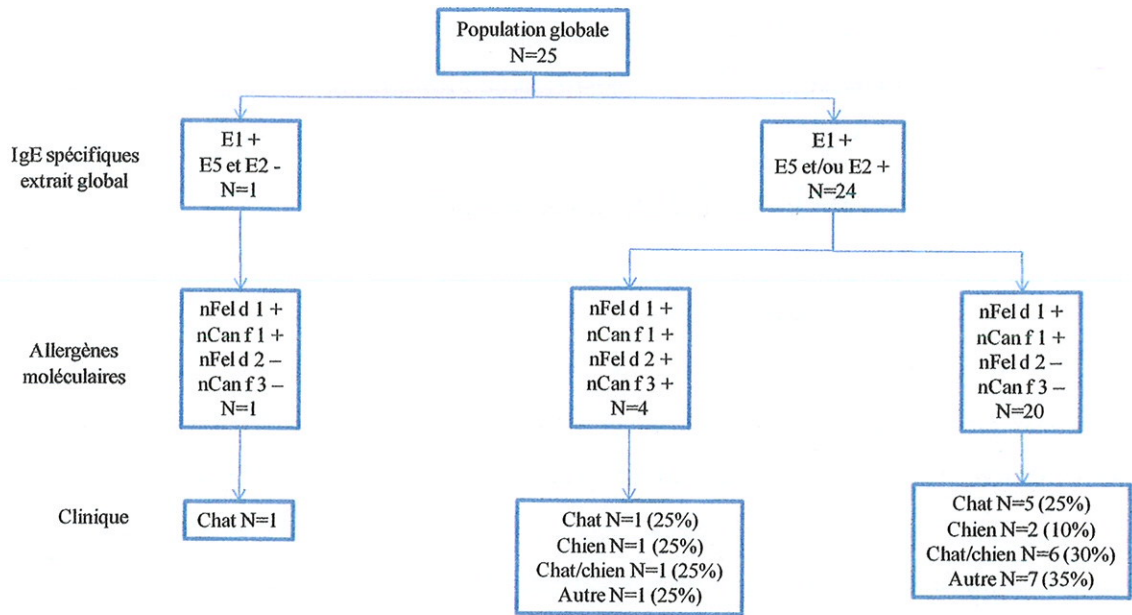 Population globale
N=25
IgE spécifiques
extrait global
E1 +
E5 et E2 -
N=1
E1 +
E5 et/ou E2 +
N=24
Allergènes
moléculaires
nFel d 1 +
nCan f 1 +
nFel d 2 –
nCan f 3 –
N=1
nFel d 1 +
nCan f 1 +
nFel d 2 +
nCan f 3 +
N=4
nFel d 1 +
nCan f 1 +
nFel d 2 –
nCan f 3 –
N=20
Clinique
Chat N=1
Chat N=1 (25%)
Chien N=1 (25%)
Chat/chien N=1 (25%)
Autre N=1 (25%)
Chat N=5 (25%)
Chien N=2 (10%)
Chat/chien N=6 (30%)
Autre N=7 (35%)